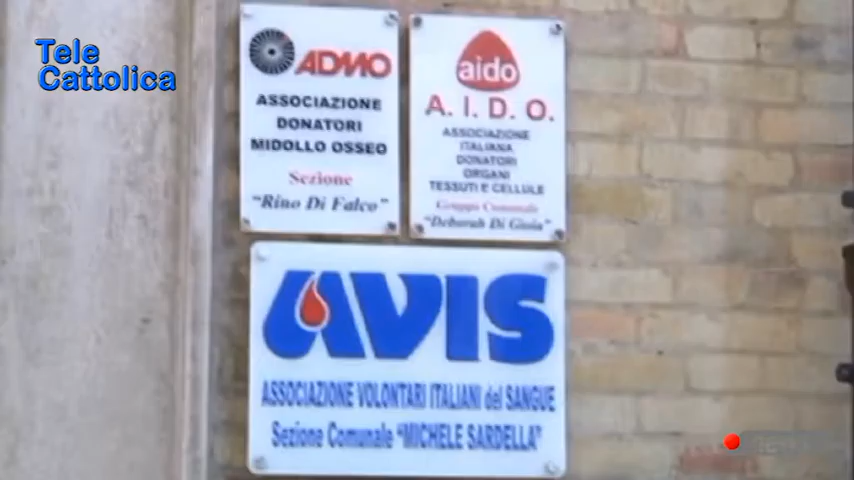 Tele
Cattolica
ADMO
ASSOCIAZIONE
DONATORI
MIDOLLO OSSEO
Sezione
"Rino Di Falco"
aido
A. I. D. O.
ASSOCIAZIONE
ITALIANA
DONATORI
ORGANI
TESSUTI E CELLULE
Gruppo Comunale
"Deborah Di Gioia"
AVIS
ASSOCIAZIONE VOLONTARI ITALIANI del SANGUE
Sezione Comunale "MICHELE SARDELLA"